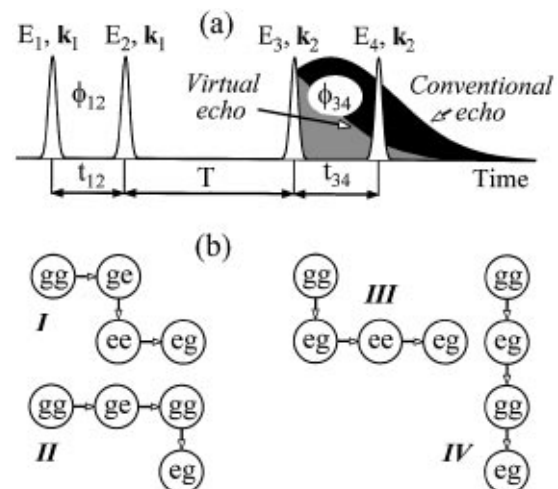 (a)
E1, k1 E2, k1 E3, k2 E4, k2
ϕ12 Virtual echo ϕ34 Conventional echo
t12 T t34 Time
(b)
gg ge gg III gg
I ee eg eg ee eg eg
gg ge gg gg
II eg IV eg